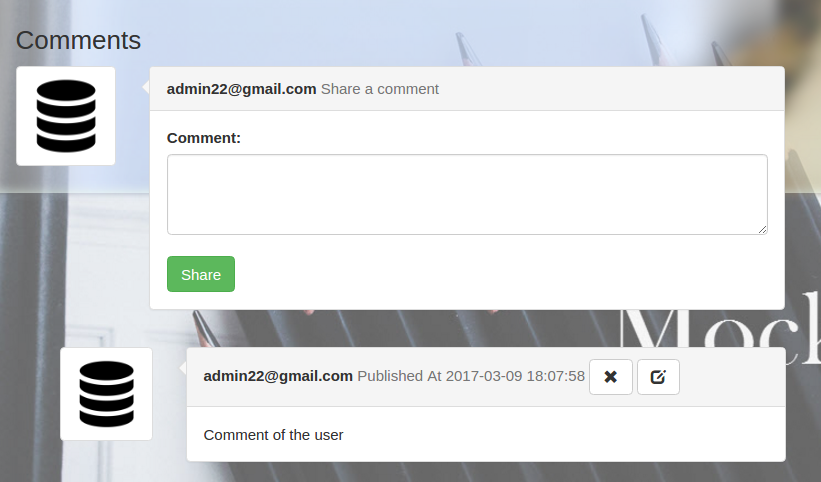 Comments
admin22@gmail.com Share a comment
Comment:
Share
Mock
admin22@gmail.com Published At 2017-03-09 18:07:58
Comment of the user